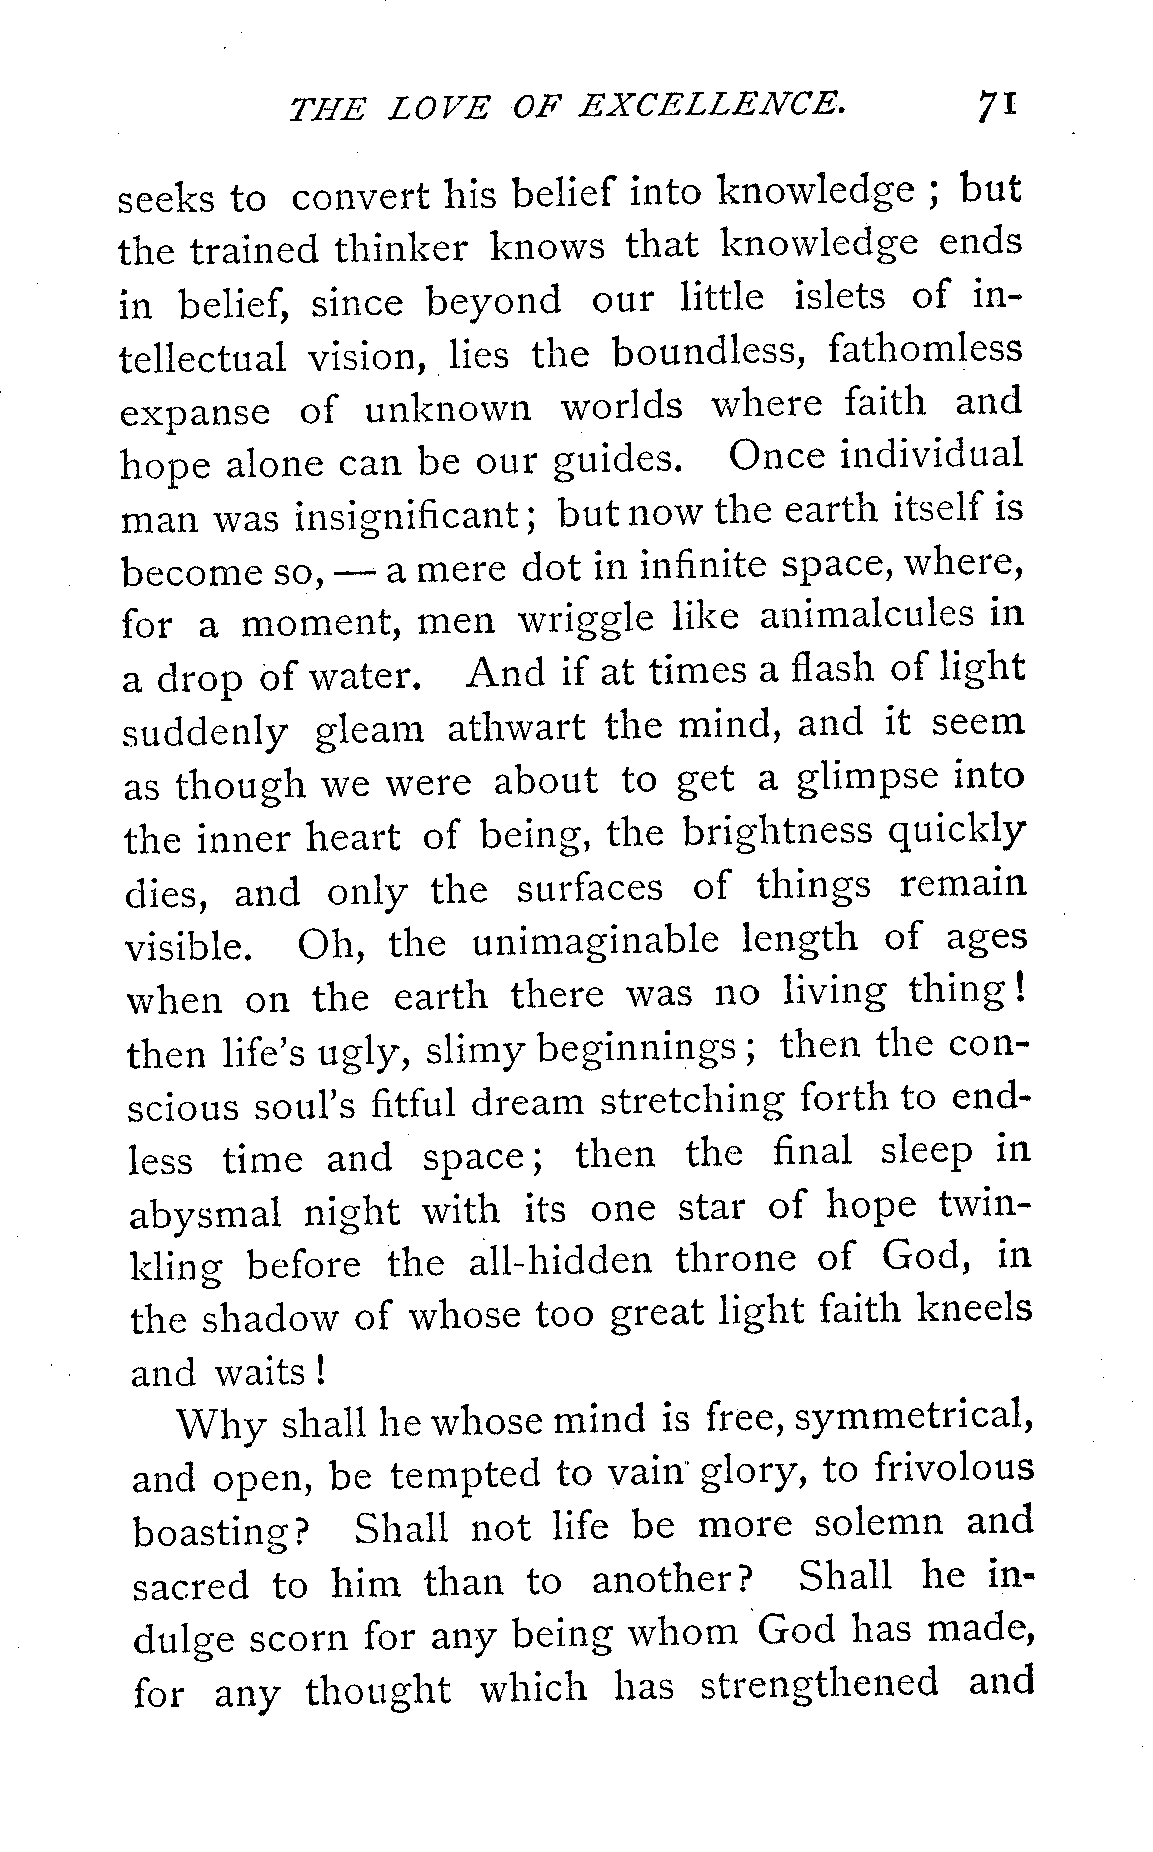 THE LOVE OF EXCELLENCE. 71
seeks to convert his belief into knowledge ; but
the trained thinker knows that knowledge ends
in belief, since beyond our little islets of in-
tellectual vision, lies the boundless, fathomless
expanse of unknown worlds where faith and
hope alone can be our guides. Once individual
man was insignificant ; but now the earth itself is
become so, — a mere dot in infinite space, where,
for a moment, men wriggle like animalcules in
a drop of water. And if at times a flash of light
suddenly gleam athwart the mind, and it seem
as though we were about to get a glimpse into
the inner heart of being, the brightness quickly
dies, and only the surfaces of things remain
visible. Oh, the unimaginable length of ages
when on the earth there was no living thing !
then life's ugly, slimy beginnings ; then the con-
scious soul's fitful dream stretching forth to end-
less time and space ; then the final sleep in
abysmal night with its one star of hope twin-
kling before the all-hidden throne of God, in
the shadow of whose too great light faith kneels
and waits !
Why shall he whose mind is free, symmetrical,
and open, be tempted to vain glory, to frivolous
boasting? Shall not life be more solemn and
sacred to him than to another? Shall he in-
dulge scorn for any being whom God has made,
for any thought which has strengthened and